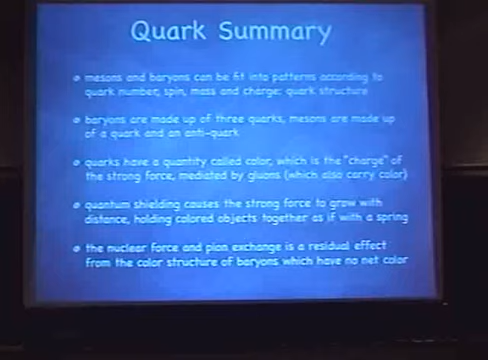 Quark Summary
mesons and baryons can be fit into patterns according to
quark number, spin, mass and charge: quark structure
baryons are made up of three quarks, mesons are made up
of a quark and an anti-quark
quarks have a quantity called color, which is the "charge" of
the strong force, mediated by gluons (which also carry color)
quantum shielding causes the strong force to grow with
distance, holding colored objects together as if with a spring
the nuclear force and pion exchange is a residual effect
from the color structure of baryons which have no net color